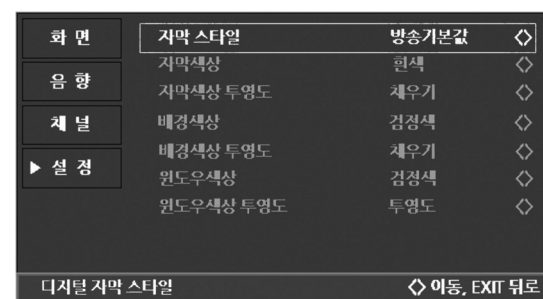 화 면
음 향
채 널
▶ 설 정
자막 스타일 방송기본값 <>
자막색상 흰색 <>
자막색상 투영도 채우기 <>
배경색상 검정색 <>
배경색상 투영도 채우기 <>
윈도우색상 검정색 <>
윈도우색상 투영도 투영도 <>
디지털 자막 스타일 <> 이동, EXIT 뒤로